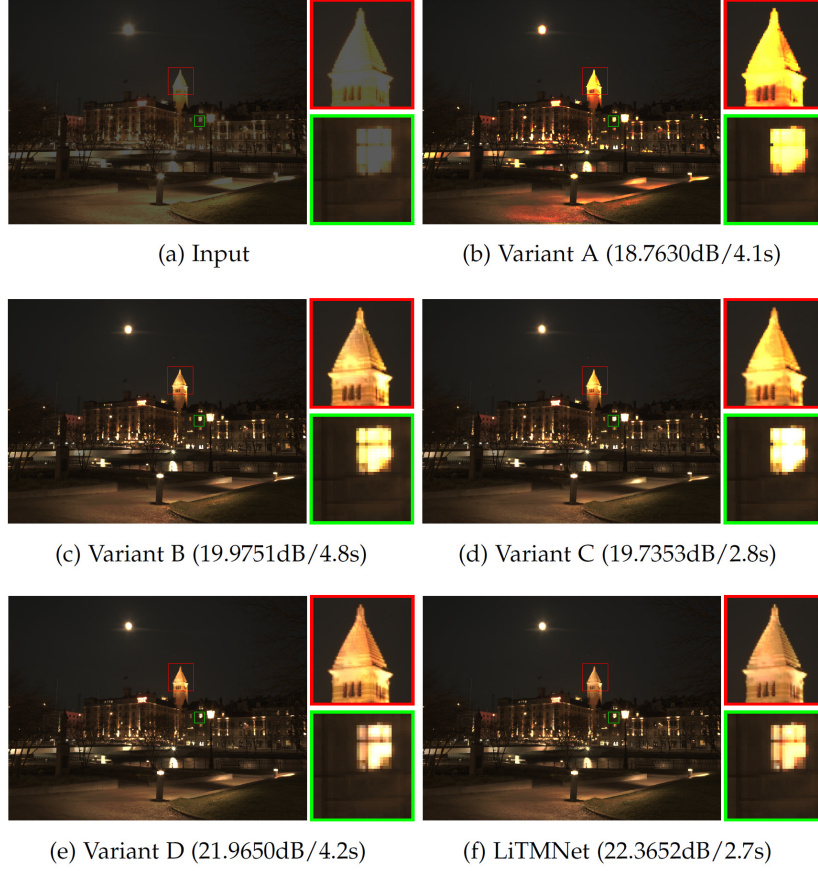 (a) Input
(b) Variant A (18.7630dB/4.1s)
(c) Variant B (19.9751dB/4.8s)
(d) Variant C (19.7353dB/2.8s)
(e) Variant D (21.9650dB/4.2s)
(f) LiTMNet (22.3652dB/2.7s)